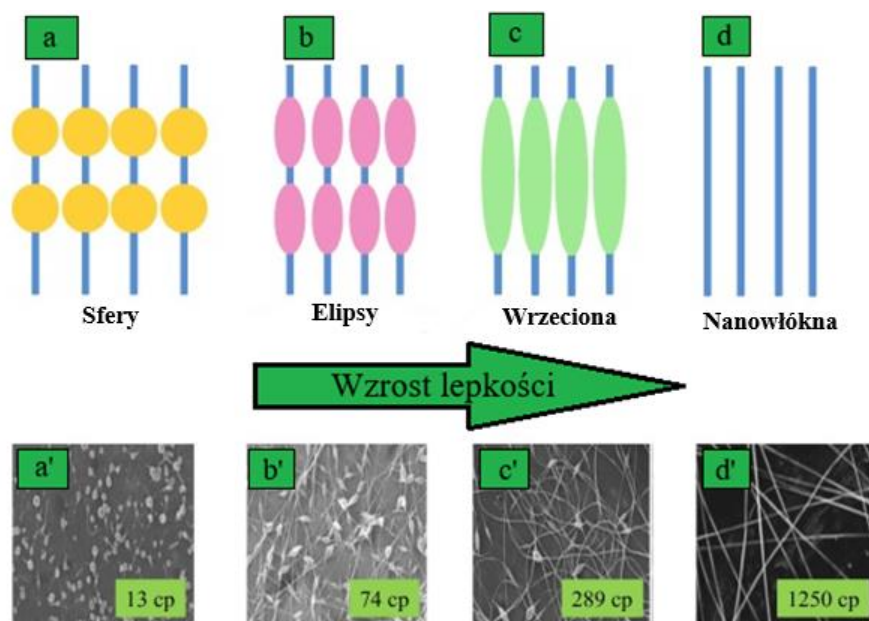 a
b
c
d
Sfery
Elipsy
Wrzeciona
Nanowłókna
Wzrost lepkości
a'
b'
c'
d'
13 cp
74 cp
289 cp
1250 cp